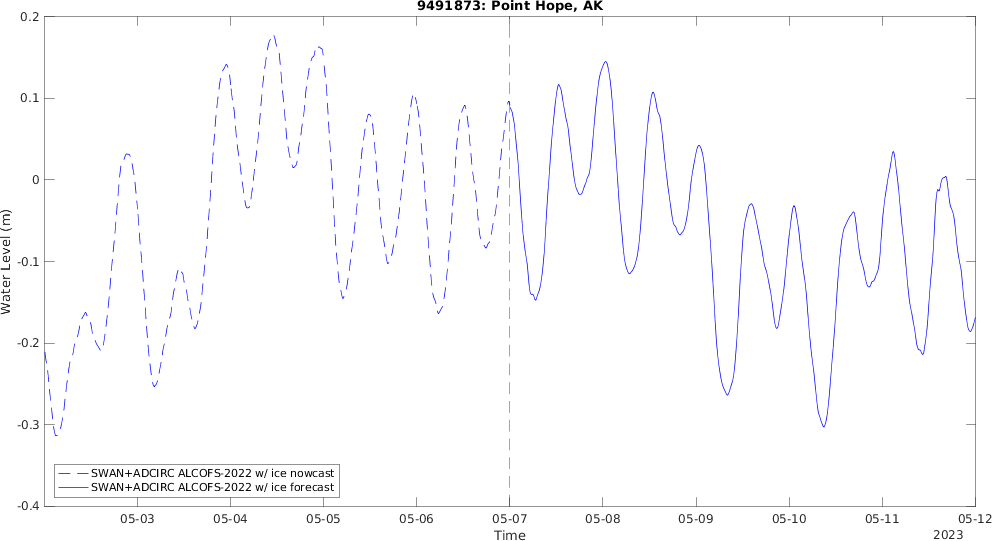 9491873: Point Hope, AK
0.2
0.1
0
-0.1
-0.2
-0.3
-0.4
Water Level (m)
SWAN+ADCIRC ALCOFS-2022 w/ ice nowcast
SWAN+ADCIRC ALCOFS-2022 w/ ice forecast
05-03 05-04 05-05 05-06 05-07 05-08 05-09 05-10 05-11 05-12
Time
2023